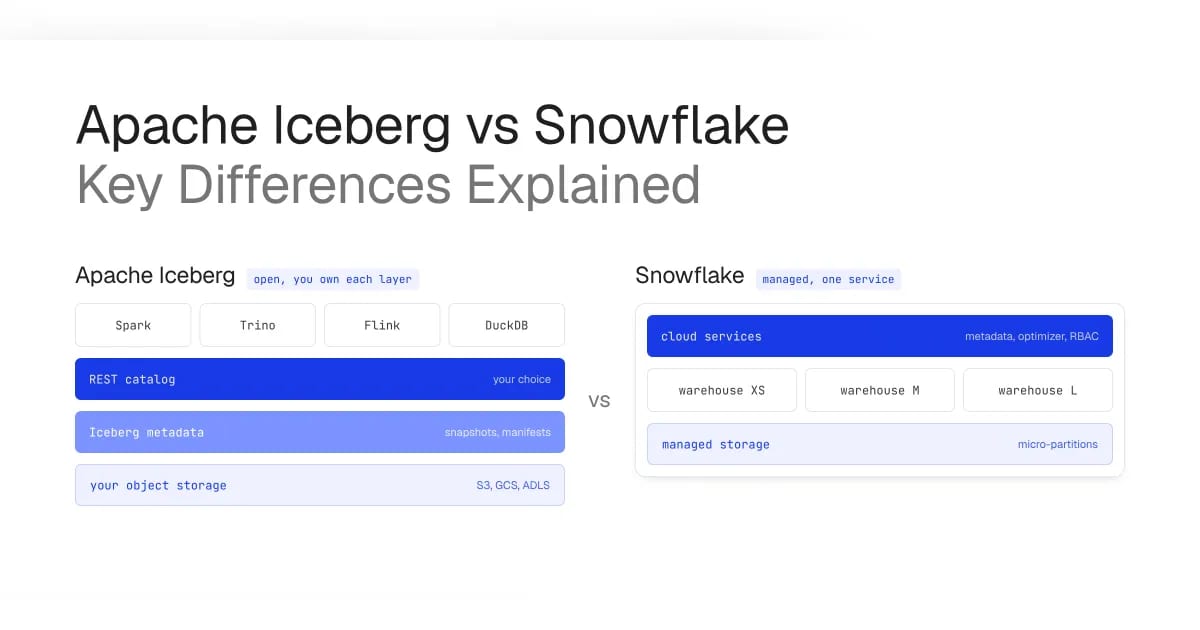 Apache Iceberg vs Snowflake
Key Differences Explained
Apache Iceberg open, you own each layer
Spark Trino Flink DuckDB
REST catalog your choice
Iceberg metadata snapshots, manifests
your object storage S3, GCS, ADLS
vs
Snowflake managed, one service
cloud services metadata, optimizer, RBAC
warehouse XS warehouse M warehouse L
managed storage micro-partitions